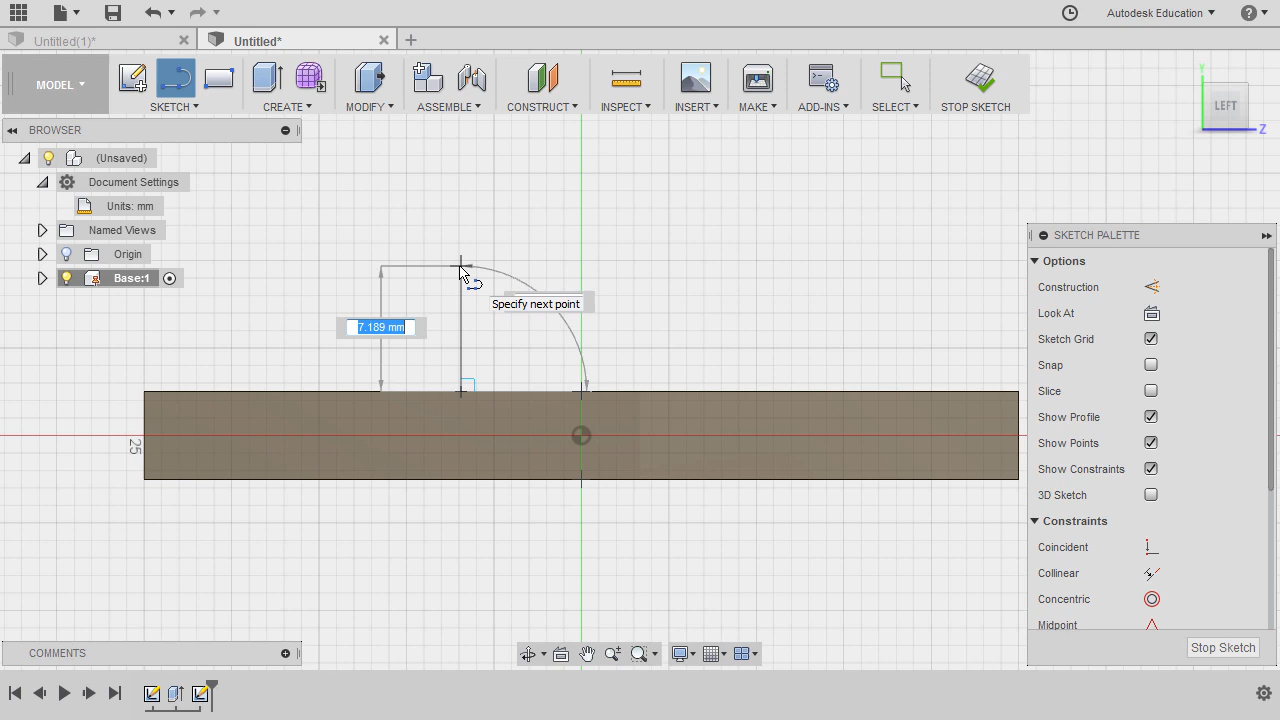 Autodesk Education
Untitled(1)*
Untitled*
MODEL
SKETCH
CREATE
MODIFY
ASSEMBLE
CONSTRUCT
INSPECT
INSERT
MAKE
ADD-INS
SELECT
STOP SKETCH
Y
LEFT
Z
BROWSER
(Unsaved)
Document Settings
Units: mm
Named Views
Origin
Base:1
Specify next point
7.189 mm
25
SKETCH PALETTE
Options
Construction
Look At
Sketch Grid
Snap
Slice
Show Profile
Show Points
Show Constraints
3D Sketch
Constraints
Coincident
Collinear
Concentric
Midpoint
Stop Sketch
COMMENTS